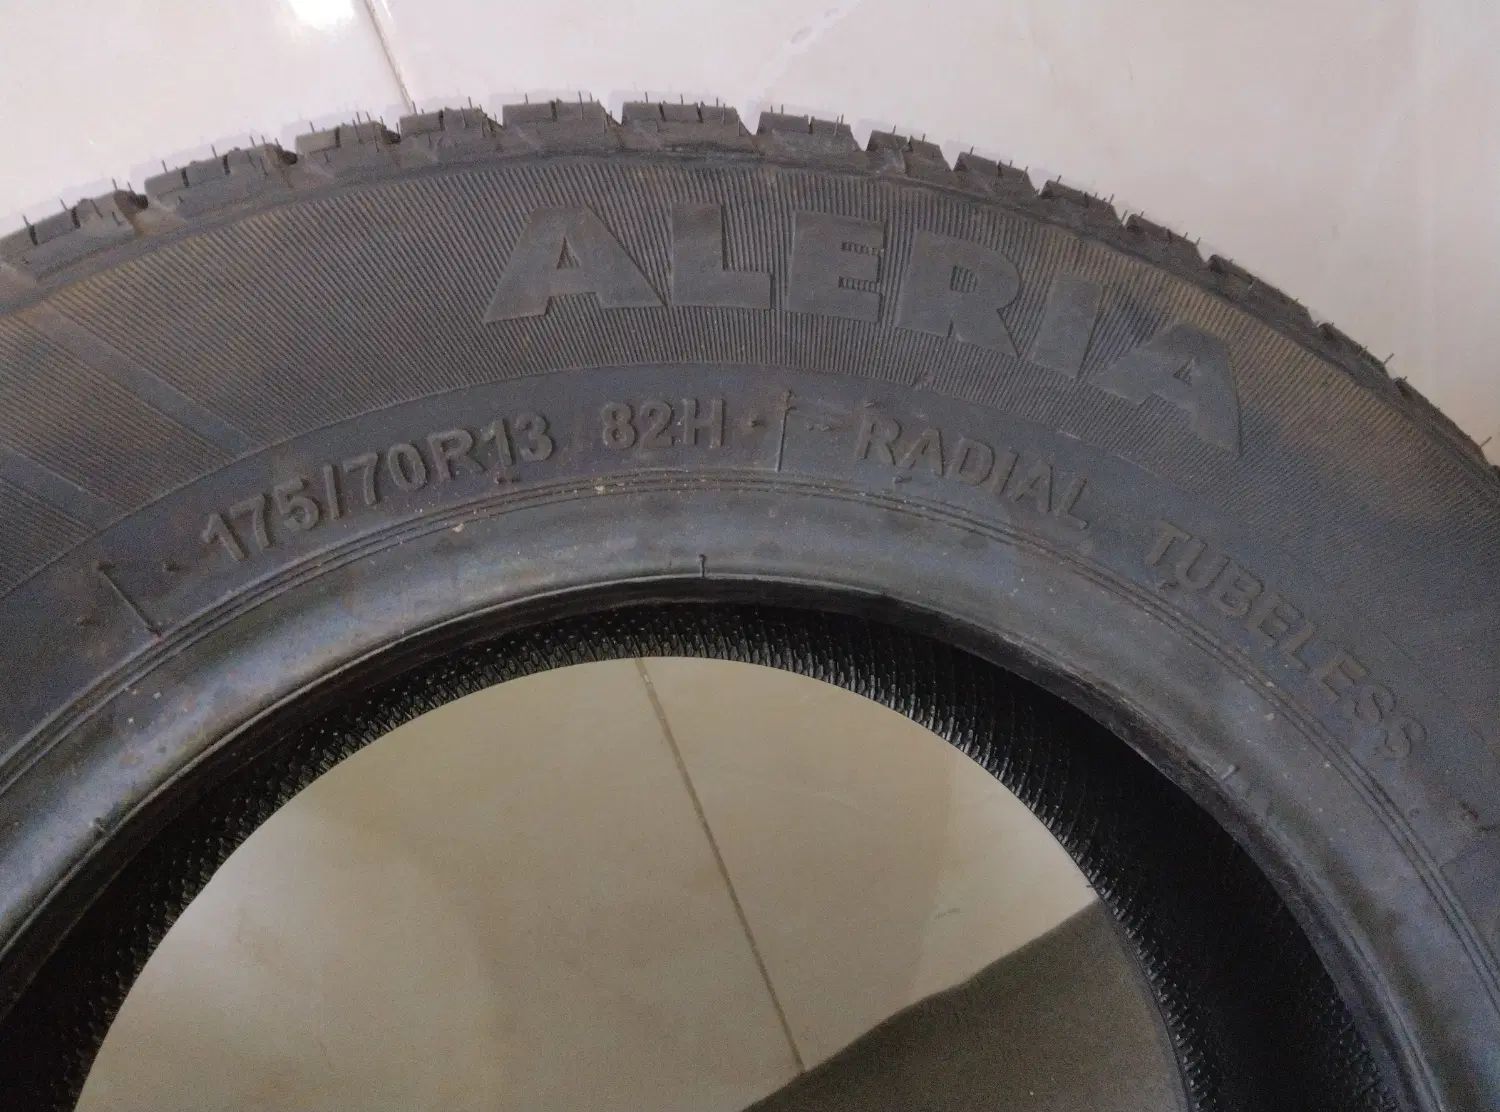 ALERIA
175/70R13 82H
RADIAL TUBELESS